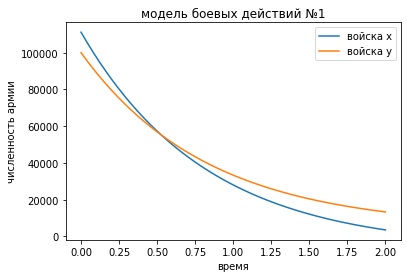 модель боевых действий №1
войска x
войска y
численность армии
100000
80000
60000
40000
20000
0
0.00 0.25 0.50 0.75 1.00 1.25 1.50 1.75 2.00
время